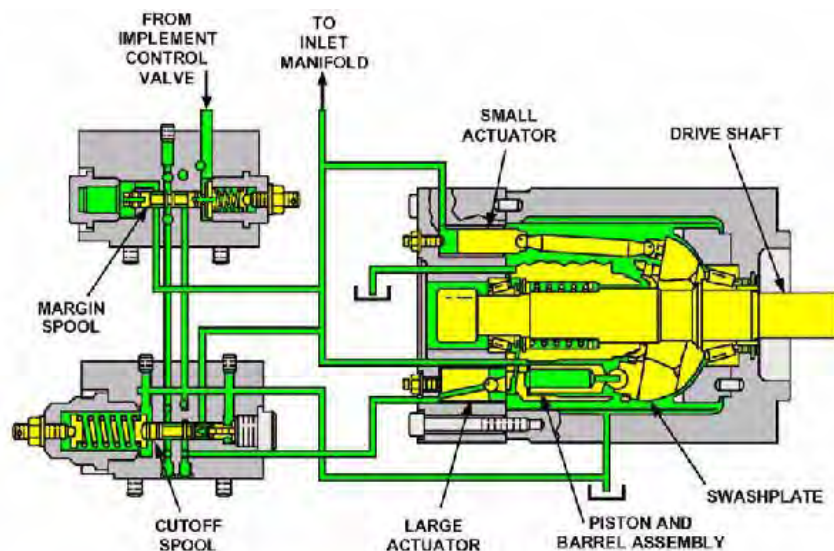 FROM
IMPLEMENT
CONTROL
VALVE
TO
INLET
MANIFOLD
SMALL
ACTUATOR
DRIVE SHAFT
MARGIN
SPOOL
CUTOFF
SPOOL
LARGE
ACTUATOR
PISTON AND
BARREL ASSEMBLY
SWASHPLATE